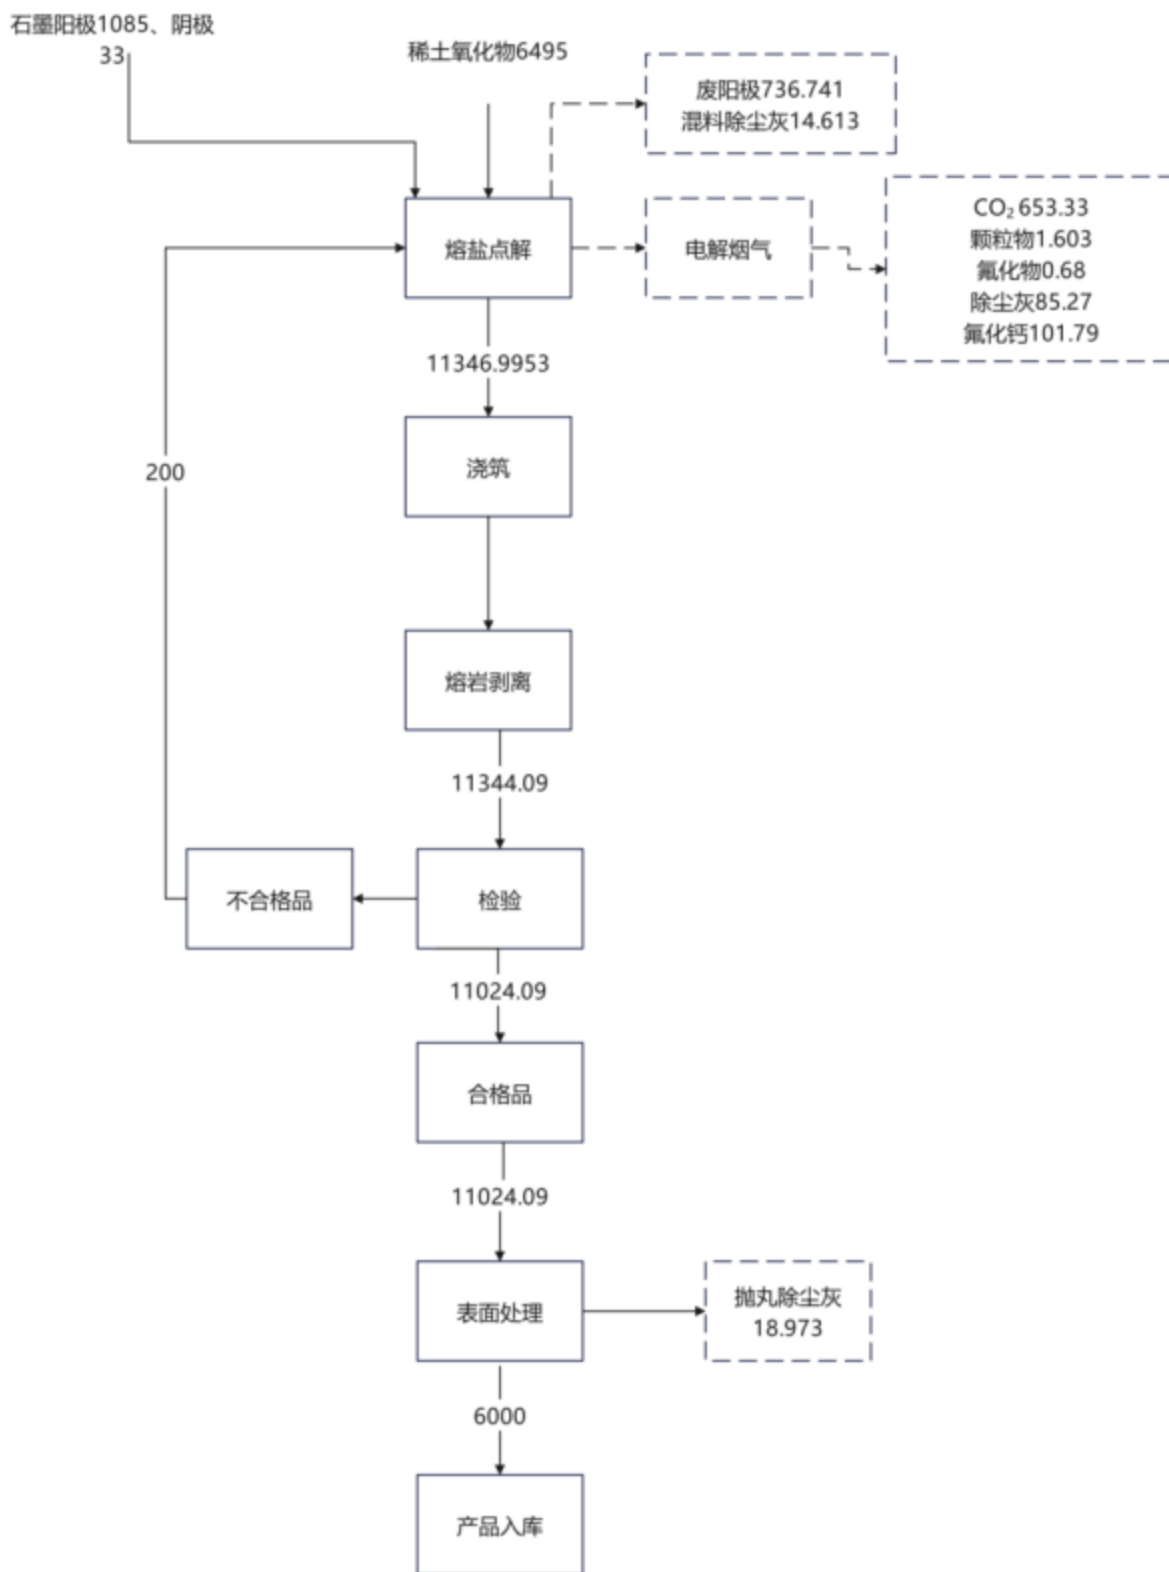 石墨阳极1085、阴极
33
稀土氧化物6495
废阳极736.741
混料除尘灰14.613
熔盐点解
电解烟气
CO₂ 653.33
颗粒物1.603
氟化物0.68
除尘灰85.27
氟化钙101.79
11346.9953
浇筑
200
熔岩剥离
11344.09
不合格品
检验
11024.09
合格品
11024.09
表面处理
抛丸除尘灰
18.973
6000
产品入库